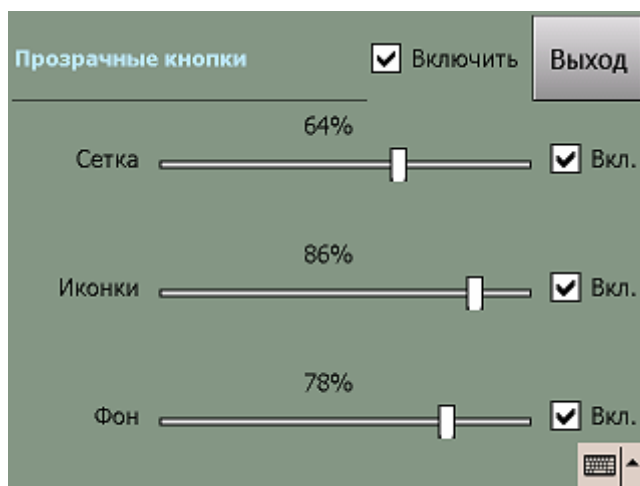 Прозрачные кнопки Включить Выход
64%
Сетка Вкл.
86%
Иконки Вкл.
78%
Фон Вкл.